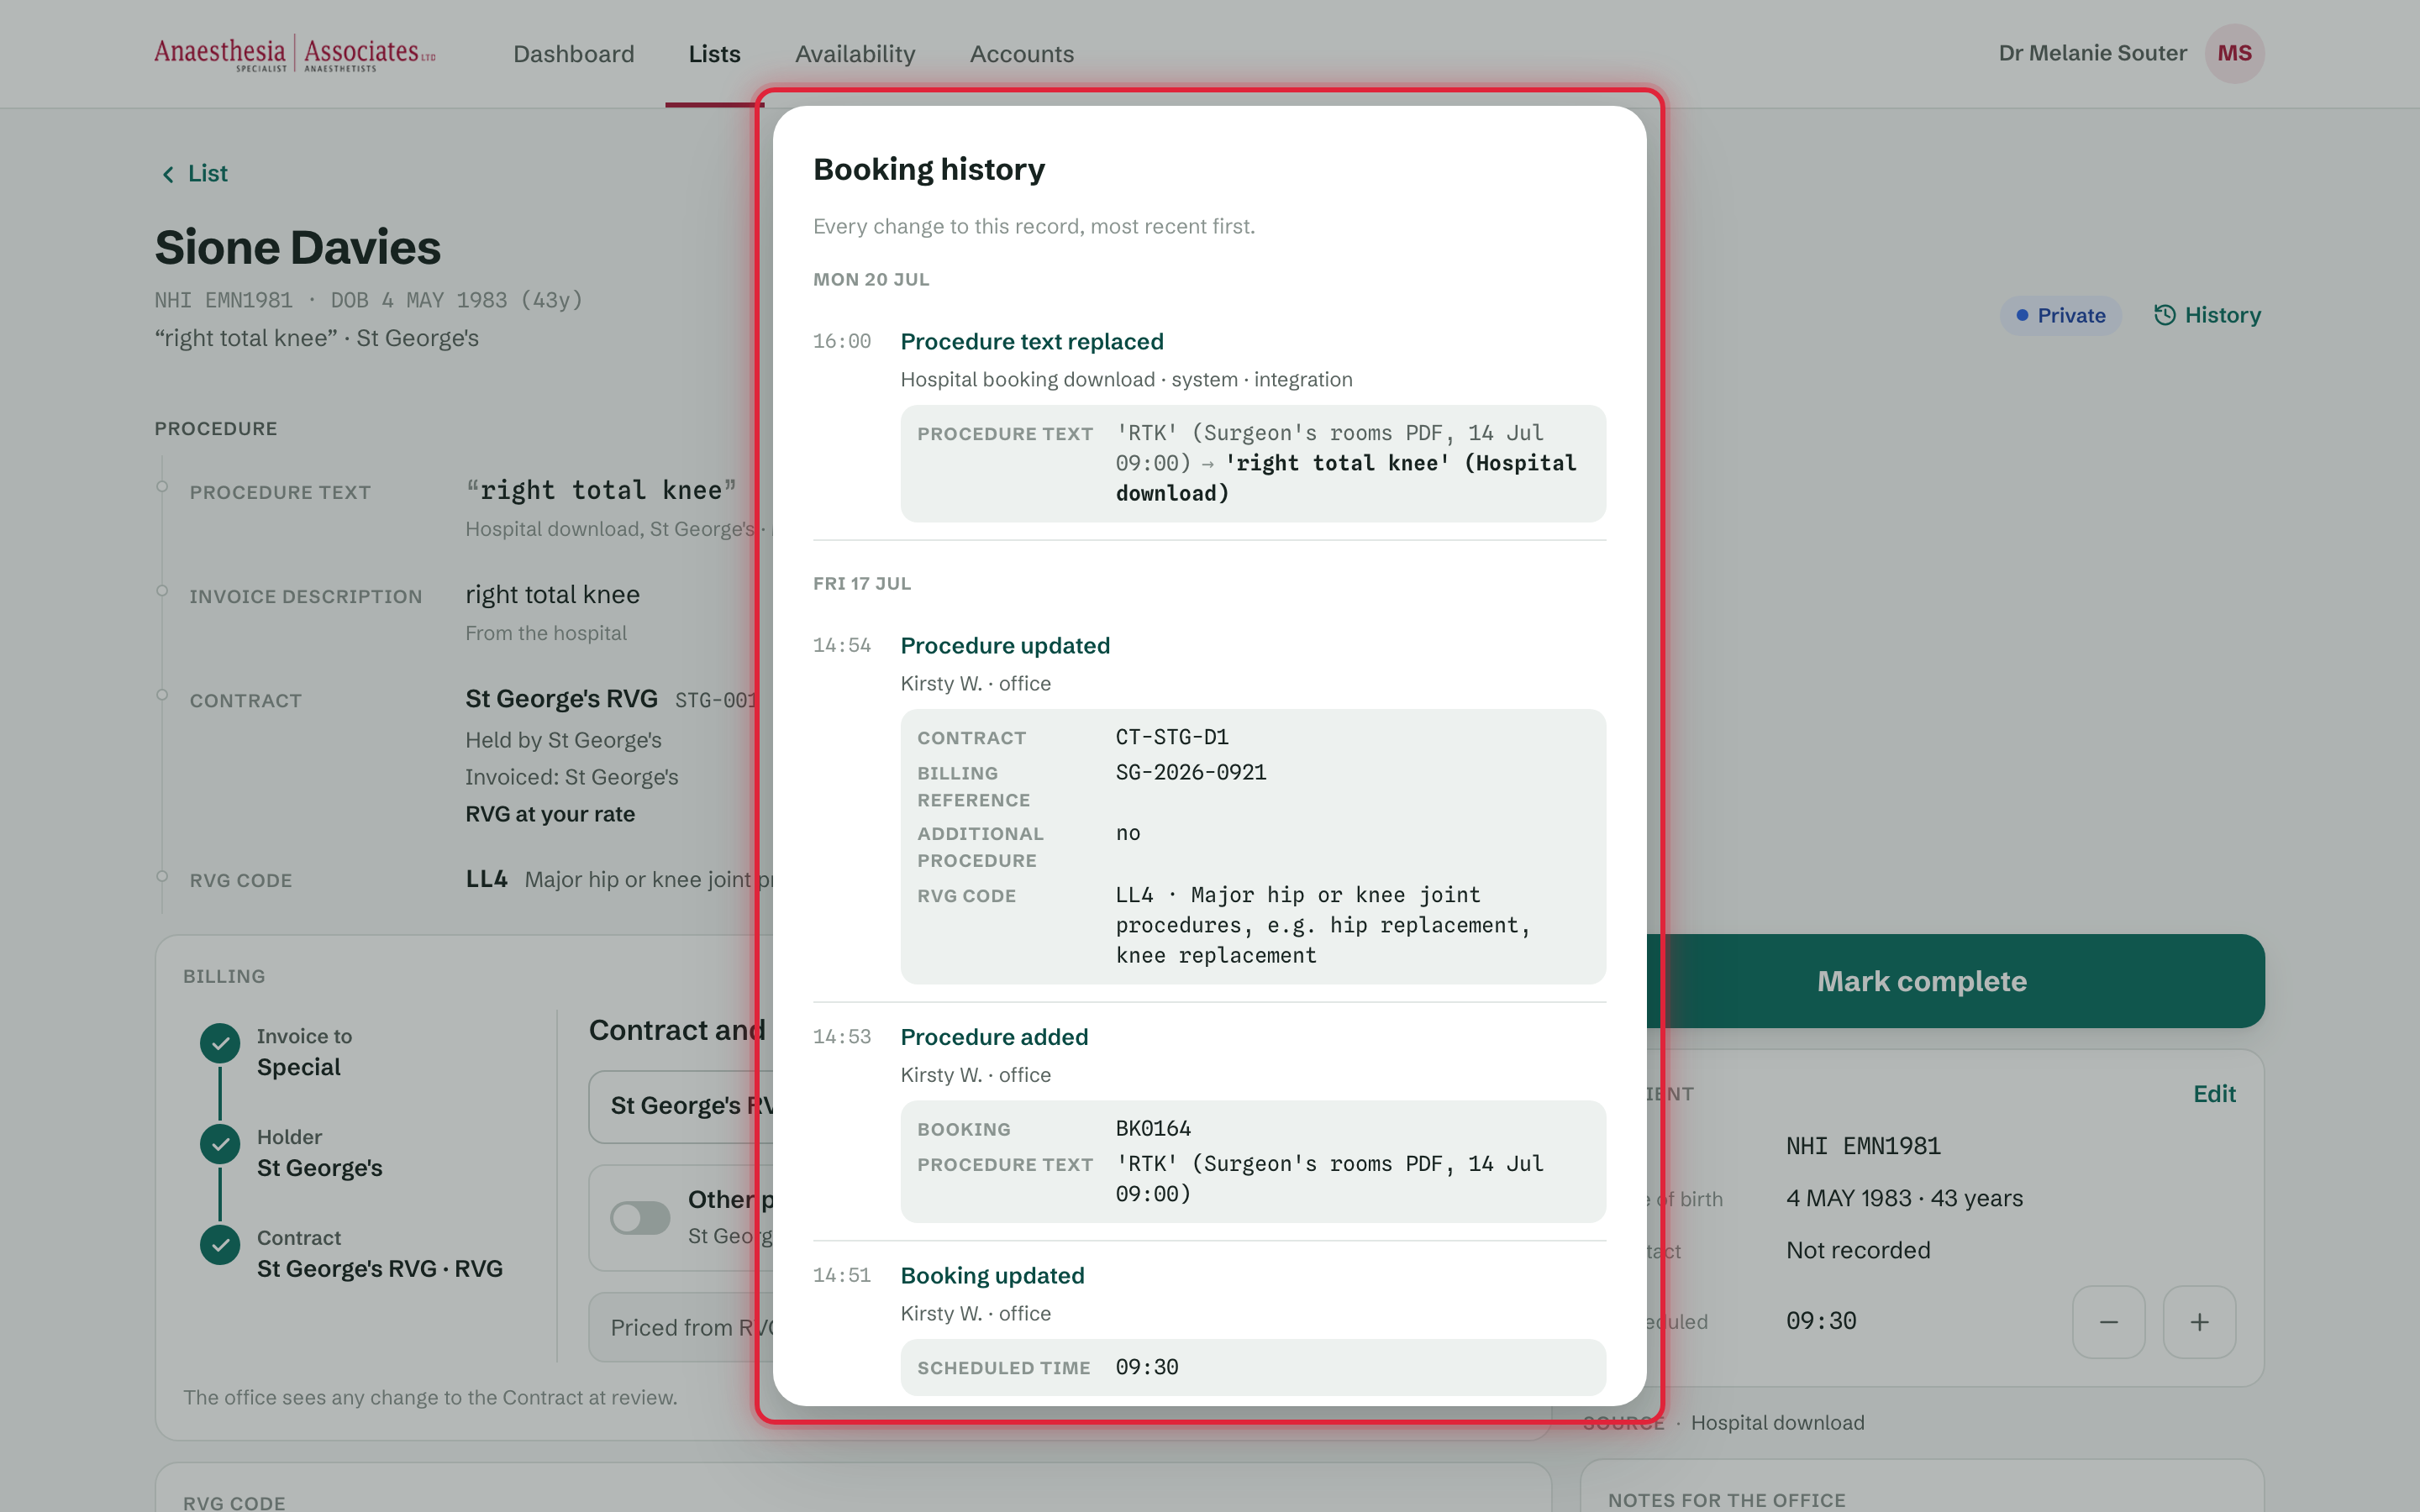 Anaesthesia | Associates LTD
SPECIALIST ANAESTHETISTS
Dashboard
Lists
Availability
Accounts
Dr Melanie Souter
MS
List
Sione Davies
NHI EMN1981 · DOB 4 MAY 1983 (43y)
“right total knee” · St George's
Private
History
PROCEDURE
PROCEDURE TEXT
“right total knee”
Hospital download, St George's ·
INVOICE DESCRIPTION
right total knee
From the hospital
CONTRACT
St George's RVG STG-001
Held by St George's
Invoiced: St George's
RVG at your rate
RVG CODE
LL4 Major hip or knee joint
BILLING
Invoice to
Special
Holder
St George's
Contract
St George's RVG · RVG
Contract and
St George's
Other
Priced from
The office sees any change to the Contract at review.
RVG CODE
Booking history
Every change to this record, most recent first.
MON 20 JUL
16:00
Procedure text replaced
Hospital booking download · system · integration
PROCEDURE TEXT
'RTK' (Surgeon's rooms PDF, 14 Jul
09:00) → 'right total knee' (Hospital
download)
FRI 17 JUL
14:54
Procedure updated
Kirsty W. · office
CONTRACT
CT-STG-D1
BILLING
REFERENCE
SG-2026-0921
ADDITIONAL
PROCEDURE
no
RVG CODE
LL4 · Major hip or knee joint
procedures, e.g. hip replacement,
knee replacement
14:53
Procedure added
Kirsty W. · office
BOOKING
BK0164
PROCEDURE TEXT
'RTK' (Surgeon's rooms PDF, 14 Jul
09:00)
14:51
Booking updated
Kirsty W. · office
SCHEDULED TIME
09:30
Mark complete
Edit
NHI EMN1981
of birth
4 MAY 1983 · 43 years
Not recorded
09:30
SOURCE · Hospital download
NOTES FOR THE OFFICE